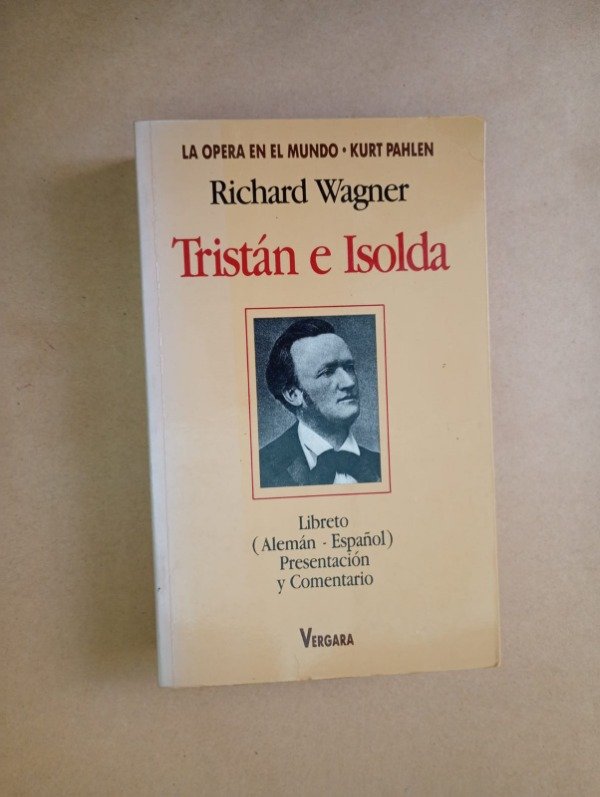 LA OPERA EN EL MUNDO • KURT PAHLEN
Richard Wagner
Tristán e Isolda
Libreto
(Alemán - Español)
Presentación
y Comentario
VERGARA